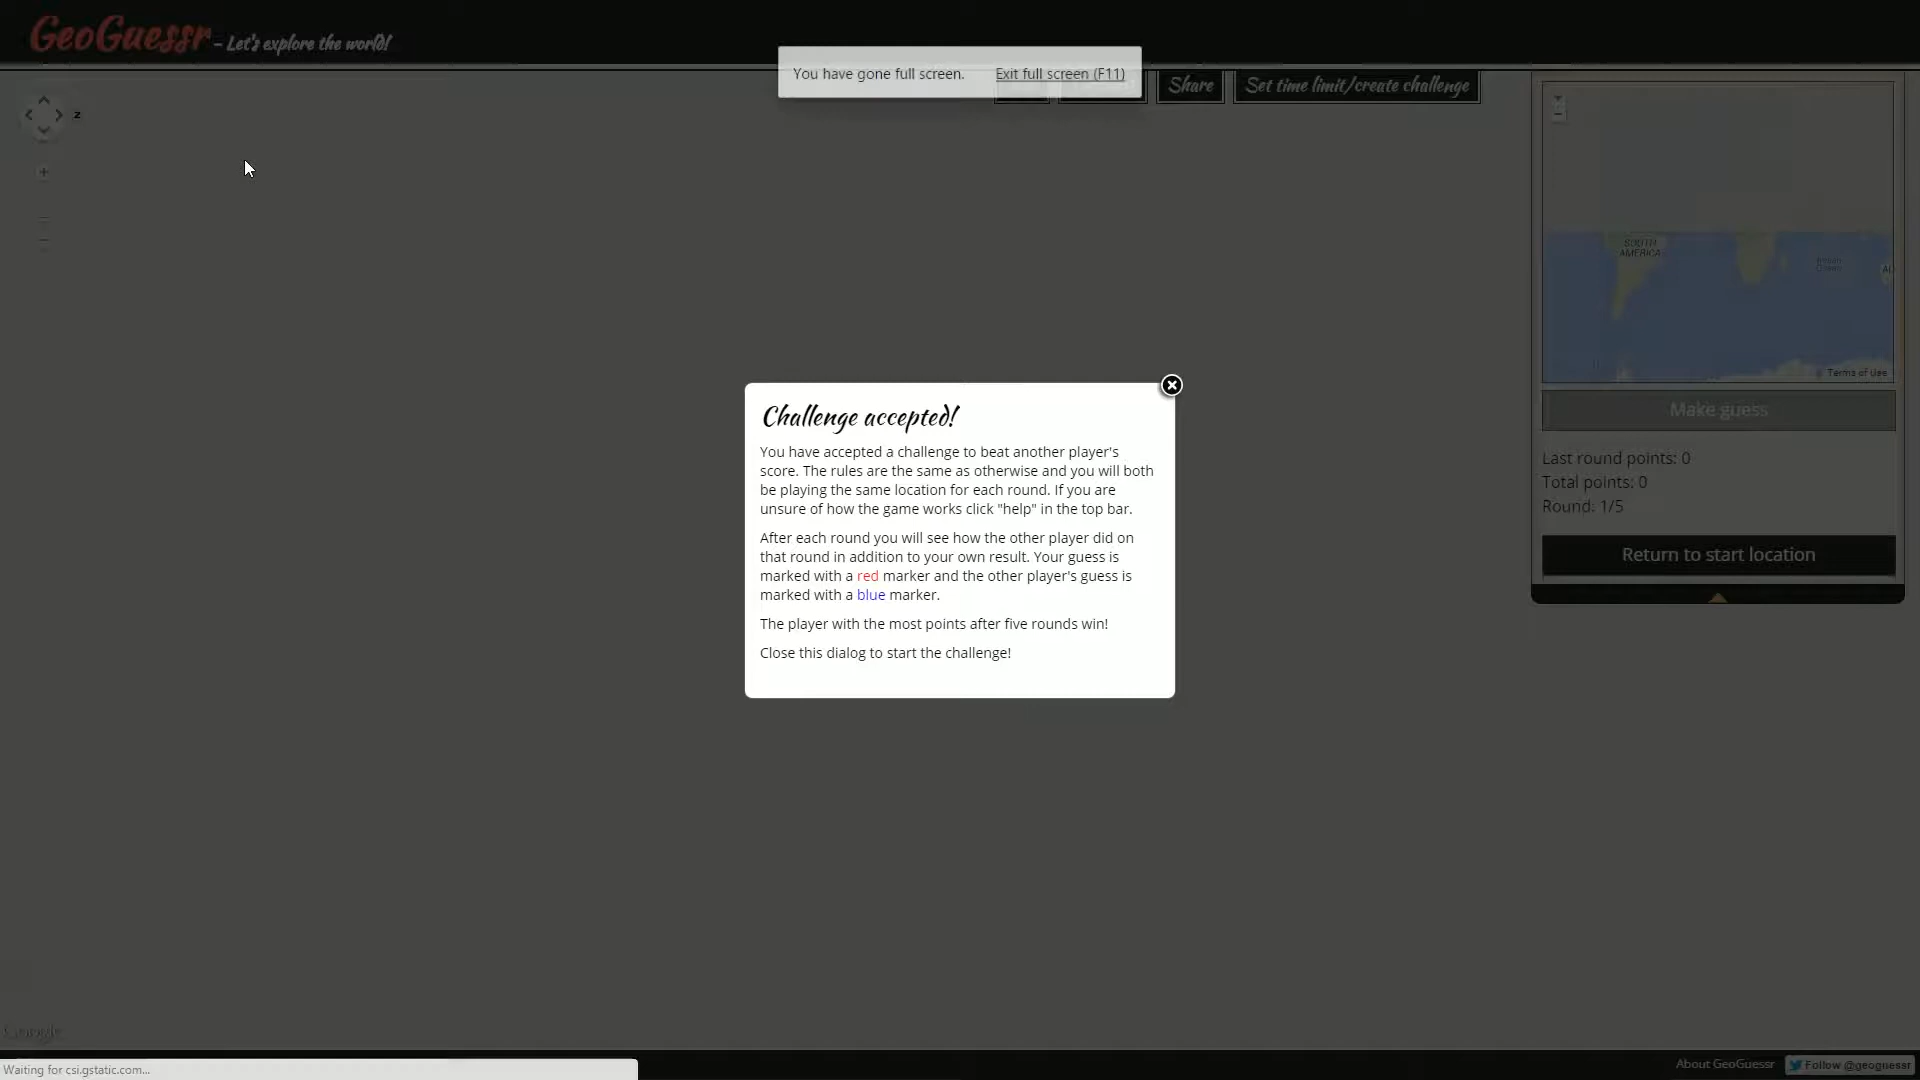 GeoGuessr - Let's explore the world!
You have gone full screen. Exit full screen (F11)
Share
Set time limit/create challenge
SOUTH
AMERICA
Indian
Ocean
Terms of Use
Make guess
Last round points: 0
Total points: 0
Round: 1/5
Return to start location
Challenge accepted!
You have accepted a challenge to beat another player's
score. The rules are the same as otherwise and you will both
be playing the same location for each round. If you are
unsure of how the game works click "help" in the top bar.
After each round you will see how the other player did on
that round in addition to your own result. Your guess is
marked with a red marker and the other player's guess is
marked with a blue marker.
The player with the most points after five rounds win!
Close this dialog to start the challenge!
Google
Waiting for csi.gstatic.com...
About GeoGuessr
Follow @geoguessr